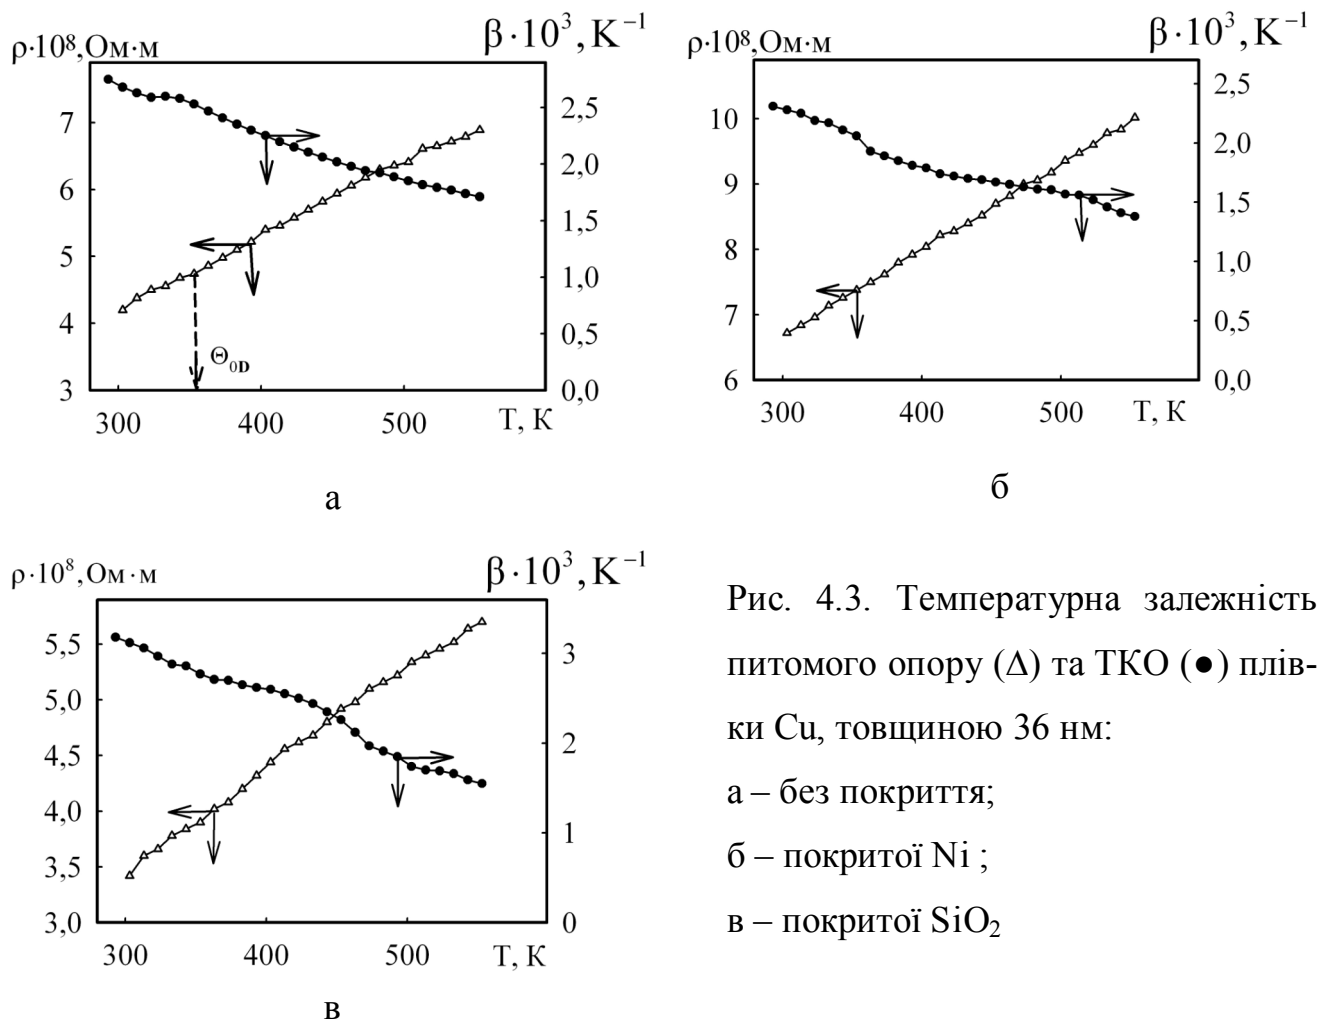 ρ·10⁸,Ом·м
β·10³,K⁻¹
7
6
5
4
3
2,5
2,0
1,5
1,0
0,5
0,0
Θ₀D
300
400
500
Т, К
а
ρ·10⁸,Ом·м
β·10³,K⁻¹
10
9
8
7
6
2,5
2,0
1,5
1,0
0,5
0,0
300
400
500
Т, К
б
ρ·10⁸,Ом·м
β·10³,K⁻¹
5,5
5,0
4,5
4,0
3,5
3,0
3
2
1
0
300
400
500
Т, К
в
Рис. 4.3. Температурна залежність
питомого опору (Δ) та ТКО (●) плів-
ки Cu, товщиною 36 нм:
а – без покриття;
б – покритої Ni ;
в – покритої SiO₂